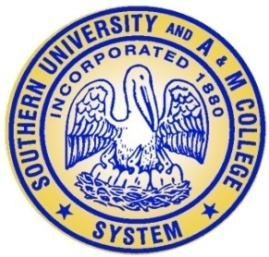 SOUTHERN UNIVERSITY AND A & M COLLEGE
SYSTEM
INCORPORATED 1880